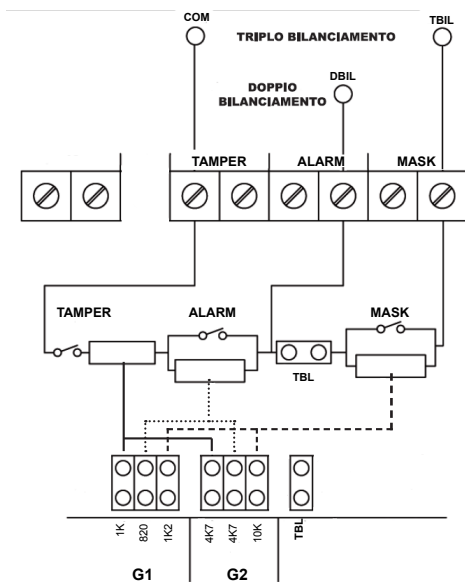 COM
TRIPLO BILANCIAMENTO
TBIL
DOPPIO
BILANCIAMENTO
DBIL
TAMPER
ALARM
MASK
TAMPER
ALARM
MASK
TBL
1K
820
1K2
4K7
4K7
10K
TBL
G1
G2